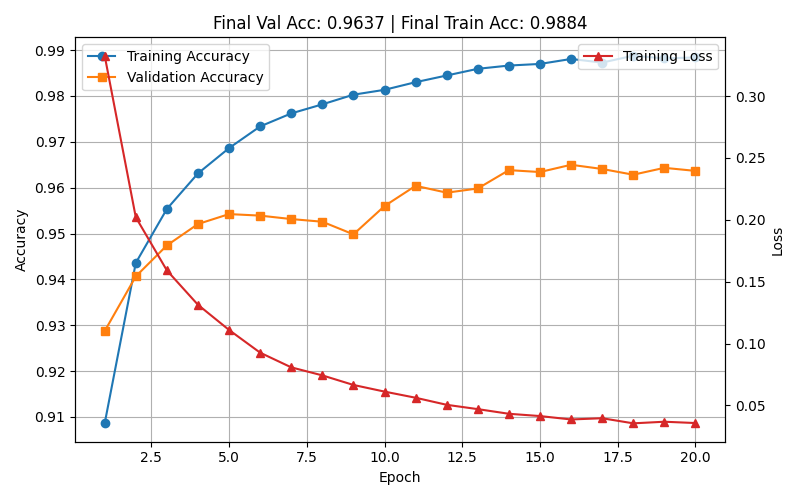 Final Val Acc: 0.9637 | Final Train Acc: 0.9884
Training Accuracy
Validation Accuracy
Training Loss
0.99
0.98
0.97
0.96
0.95
0.94
0.93
0.92
0.91
Accuracy
0.30
0.25
0.20
0.15
0.10
0.05
Loss
2.5 5.0 7.5 10.0 12.5 15.0 17.5 20.0
Epoch